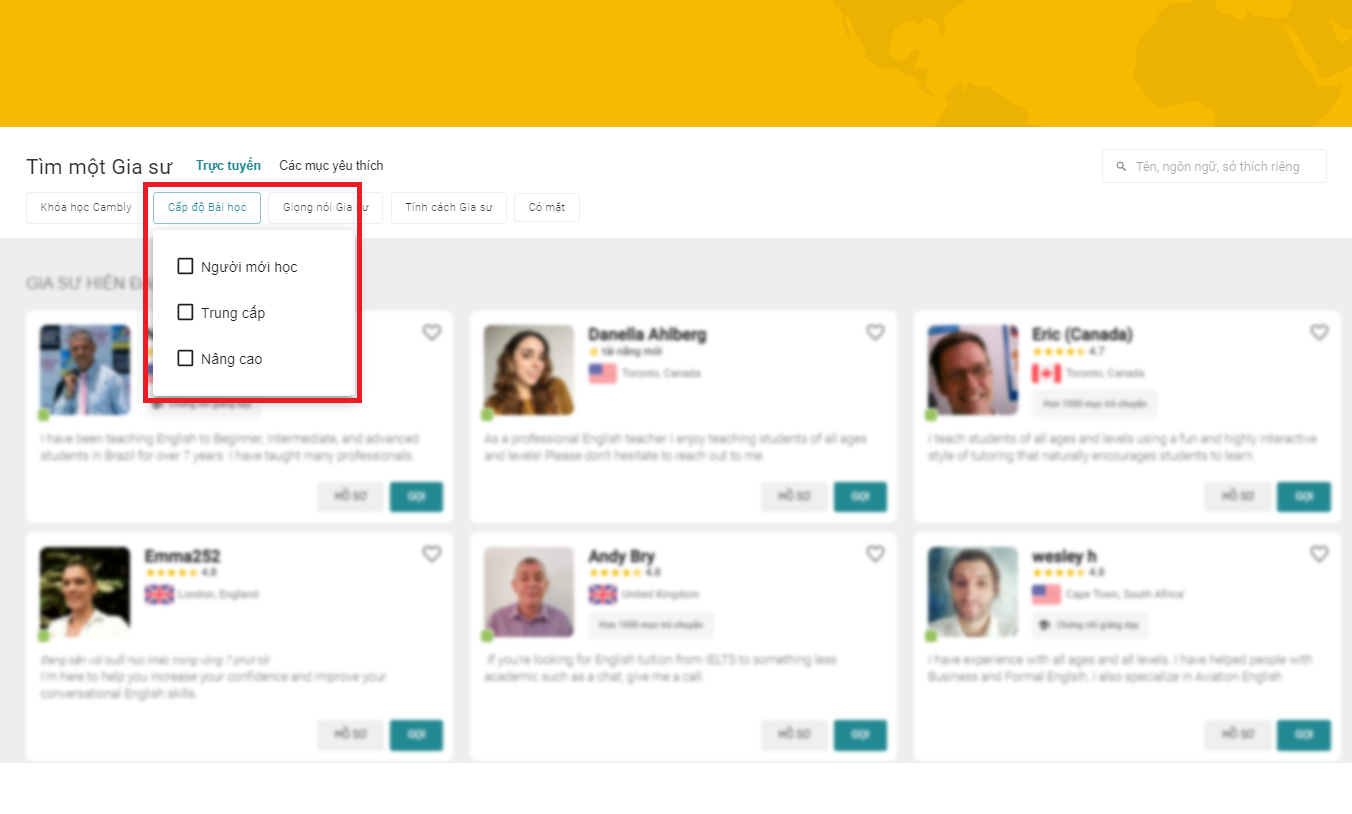 Tìm một Gia sư Trực tuyến Các mục yêu thích
Tên, ngôn ngữ, sở thích riêng
Khóa học Cambly Cấp độ Bài học Giọng nói Gia sư Tính cách Gia sư Có mặt
Người mới học
Trung cấp
Nâng cao
GIA SƯ HIỆN
Chứng chỉ giảng dạy
I have been teaching English to Beginner, intermediate, and advanced
students in Brazil for over 7 years. I have taught many professionals.
HỒ SƠ GỌI
Danella Ahlberg
tài năng mới
Toronto, Canada
As a professional English teacher I enjoy teaching students of all ages
and levels! Please don't hesitate to reach out to me.
HỒ SƠ GỌI
Eric (Canada)
4.7
Toronto, Canada
Hơn 1000 mục trò chuyện
I teach students of all ages and levels using a fun and highly interactive
style of tutoring that naturally encourages students to learn.
HỒ SƠ GỌI
Emma252
4.8
London, England
Đang bận với buổi học khác trong vòng 7 phút tới
I'm here to help you increase your confidence and improve your
conversational English skills.
HỒ SƠ GỌI
Andy Bry
4.8
United Kingdom
Hơn 1000 mục trò chuyện
.If you're looking for English tuition from IELTS to something less
academic such as a chat, give me a call.
HỒ SƠ GỌI
wesley h
4.8
Cape Town, South Africa/
Chứng chỉ giảng dạy
I have experience with all ages and all levels. I have helped people with
Business and Formal English, I also specialize in Aviation English
HỒ SƠ GỌI